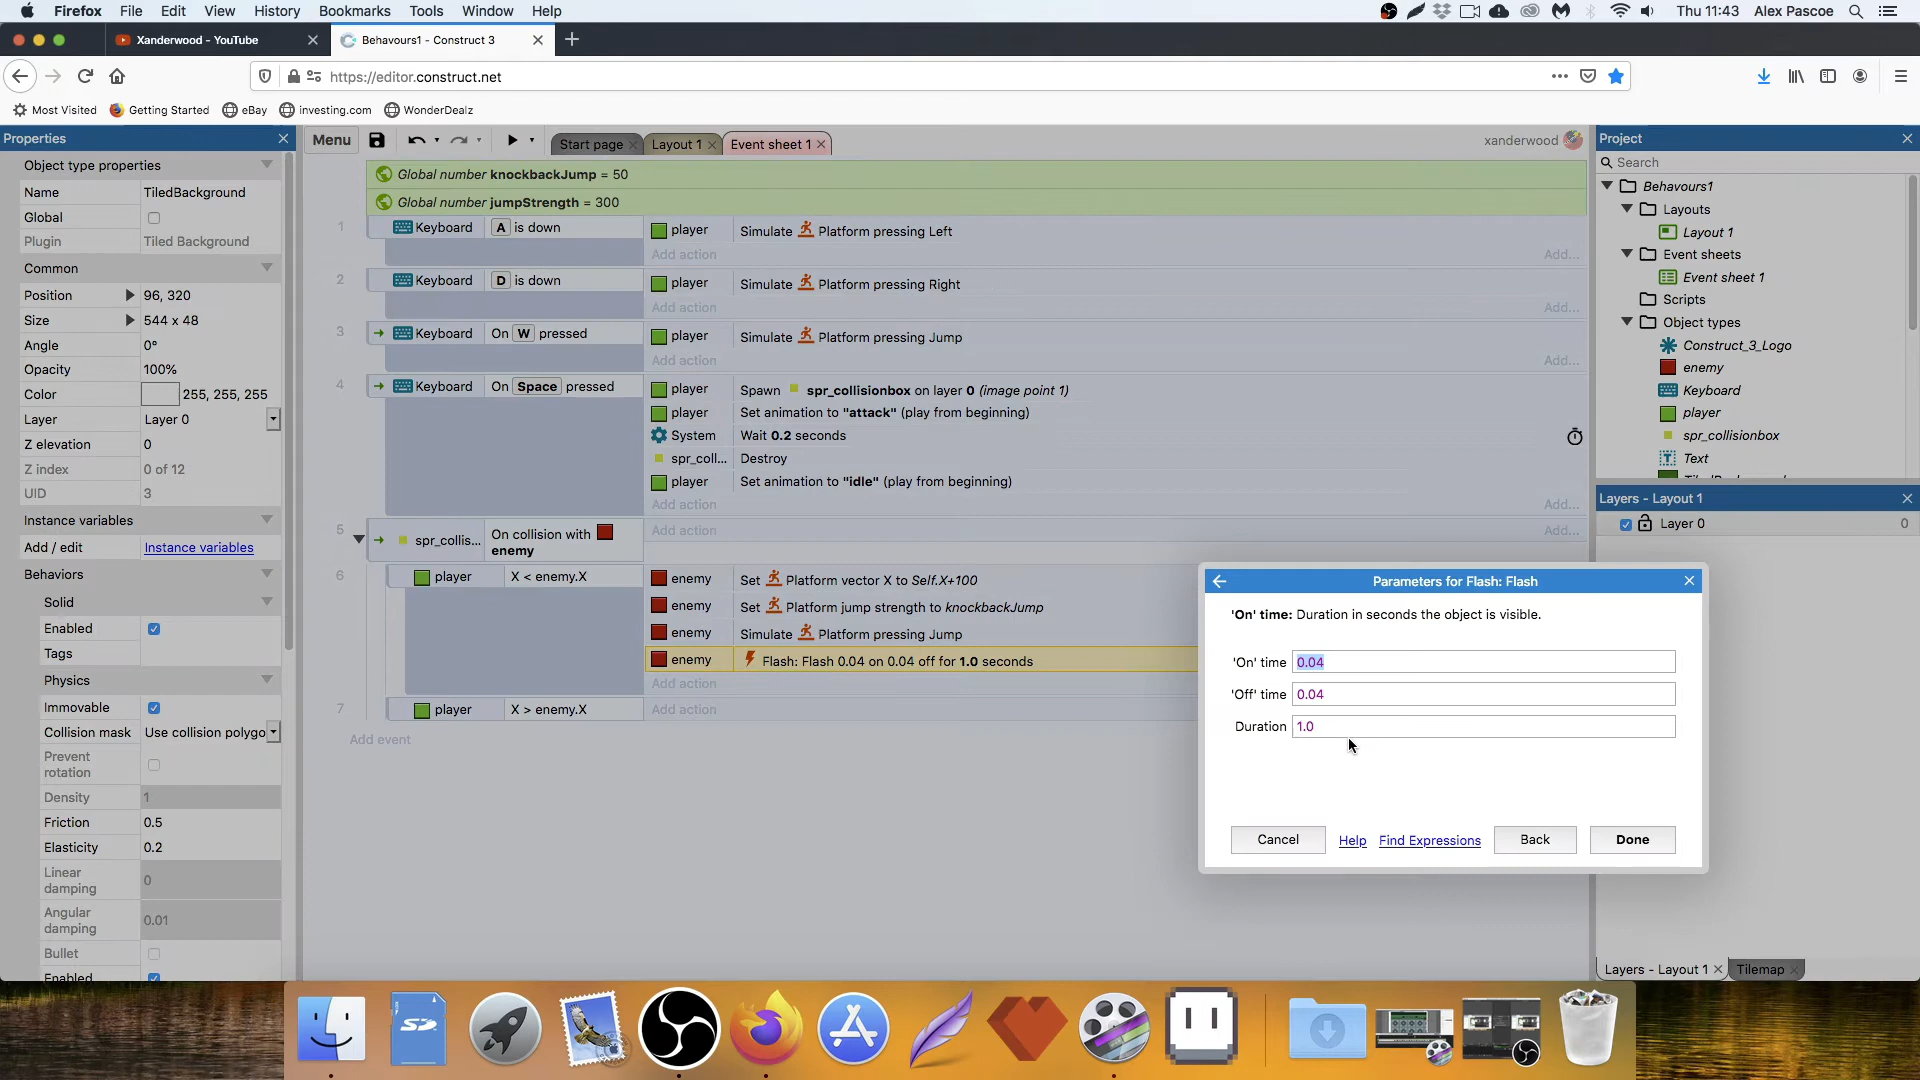 Firefox File Edit View History Bookmarks Tools Window Help Thu 11:43 Alex Pascoe
Xanderwood - YouTube Behavours1 - Construct 3
https://editor.construct.net
Most Visited Getting Started eBay investing.com WonderDealz
Properties
Object type properties
Name TiledBackground
Global
Plugin Tiled Background
Common
Position 96, 320
Size 544 x 48
Angle 0°
Opacity 100%
Color 255, 255, 255
Layer Layer 0
Z elevation 0
Z index 0 of 12
UID 3
Instance variables
Add / edit Instance variables
Behaviors
Solid
Enabled
Tags
Physics
Immovable
Collision mask Use collision polygo
Prevent
rotation
Density 1
Friction 0.5
Elasticity 0.2
Linear
damping 0
Angular
damping 0.01
Bullet
Enabled
Menu Start page Layout 1 Event sheet 1 xanderwood
Global number knockbackJump = 50
Global number jumpStrength = 300
1 Keyboard A is down player Simulate Platform pressing Left
Add action Add...
2 Keyboard D is down player Simulate Platform pressing Right
Add action Add...
3 Keyboard On W pressed player Simulate Platform pressing Jump
Add action Add...
4 Keyboard On Space pressed player Spawn spr_collisionbox on layer 0 (image point 1)
player Set animation to "attack" (play from beginning)
System Wait 0.2 seconds
spr_coll... Destroy
player Set animation to "idle" (play from beginning)
Add action Add...
5 spr_collis... On collision with enemy Add action Add...
6 player X < enemy.X enemy Set Platform vector X to Self.X+100
enemy Set Platform jump strength to knockbackJump
enemy Simulate Platform pressing Jump
enemy Flash: Flash 0.04 on 0.04 off for 1.0 seconds
Add action
7 player X > enemy.X Add action
Add event
Parameters for Flash: Flash
'On' time: Duration in seconds the object is visible.
'On' time 0.04
'Off' time 0.04
Duration 1.0
Cancel Help Find Expressions Back Done
Project
Search
Behavours1
Layouts
Layout 1
Event sheets
Event sheet 1
Scripts
Object types
Construct_3_Logo
enemy
Keyboard
player
spr_collisionbox
Text
Layers - Layout 1
Layer 0 0
Layers - Layout 1 Tilemap